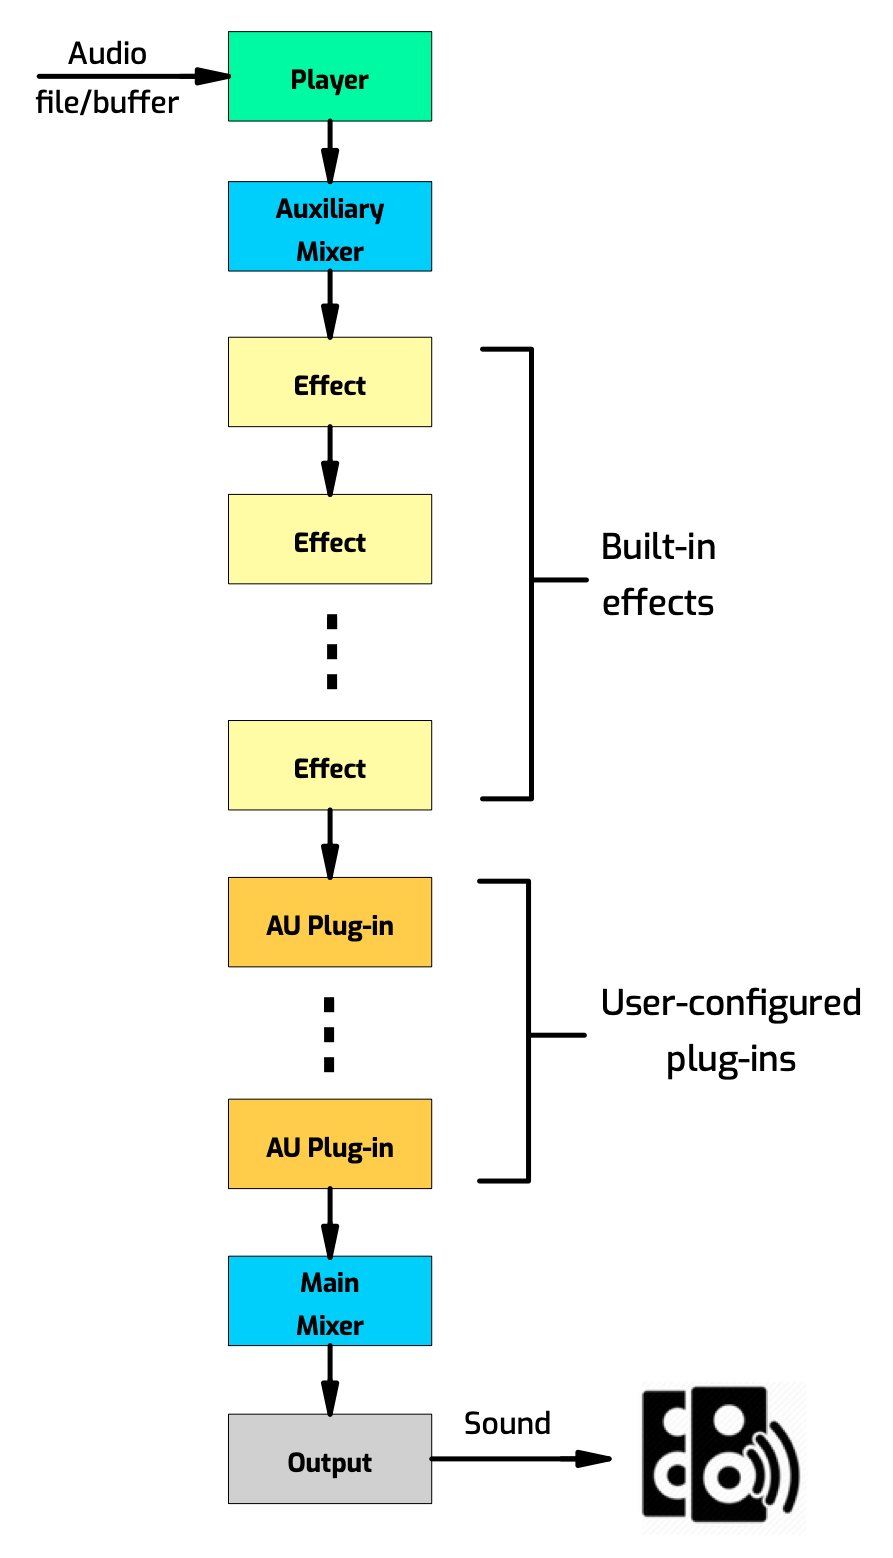 Audio
file/buffer
Player
Auxiliary
Mixer
Effect
Effect
Built-in
effects
Effect
AU Plug-in
User-configured
plug-ins
AU Plug-in
Main
Mixer
Output
Sound